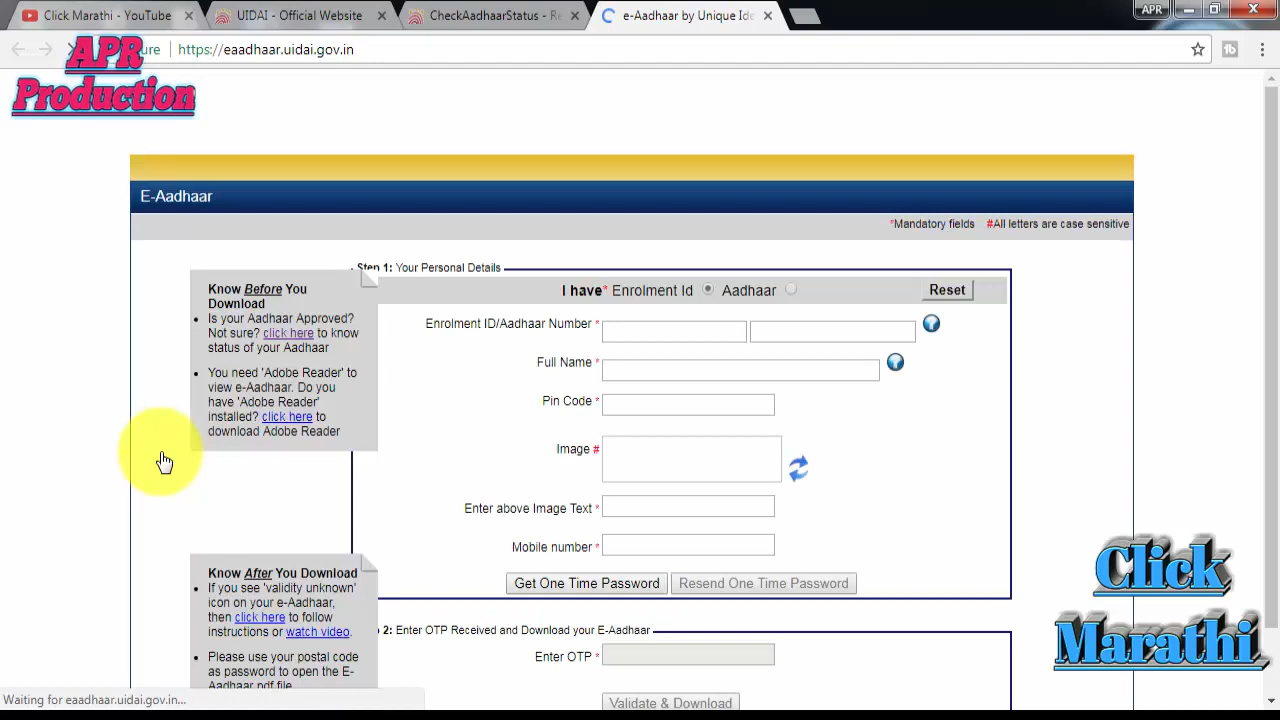 Click Marathi - YouTube
UIDAI - Official Website
CheckAadhaarStatus - Re
e-Aadhaar by Unique Ide
APR
https://eaadhaar.uidai.gov.in
APR
Production
E-Aadhaar
*Mandatory fields #All letters are case sensitive
Step 1: Your Personal Details
I have* Enrolment Id Aadhaar
Reset
Enrolment ID/Aadhaar Number *
Full Name *
Pin Code *
Image #
Enter above Image Text *
Mobile number *
Get One Time Password
Resend One Time Password
Know Before You
Download
Is your Aadhaar Approved?
Not sure? click here to know
status of your Aadhaar
You need 'Adobe Reader' to
view e-Aadhaar. Do you
have 'Adobe Reader'
installed? click here to
download Adobe Reader
Know After You Download
If you see 'validity unknown'
icon on your e-Aadhaar,
then click here to follow
instructions or watch video.
Please use your postal code
as password to open the E-
Aadhaar pdf file
2: Enter OTP Received and Download your E-Aadhaar
Enter OTP *
Validate & Download
Click
Marathi
Waiting for eaadhaar.uidai.gov.in...